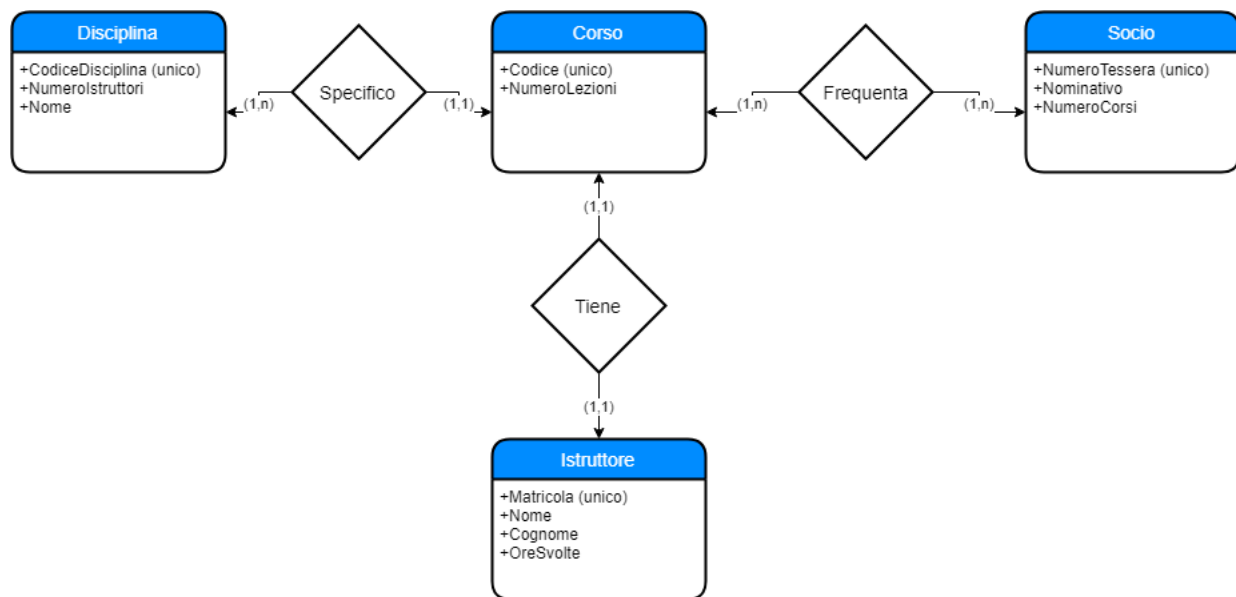 Disciplina
+CodiceDisciplina (unico)
+NumeroIstruttori
+Nome
(1,n)
Specifico
(1,1)
Corso
+Codice (unico)
+NumeroLezioni
(1,n)
Frequenta
(1,n)
Socio
+NumeroTessera (unico)
+Nominativo
+NumeroCorsi
(1,1)
Tiene
(1,1)
Istruttore
+Matricola (unico)
+Nome
+Cognome
+OreSvolte